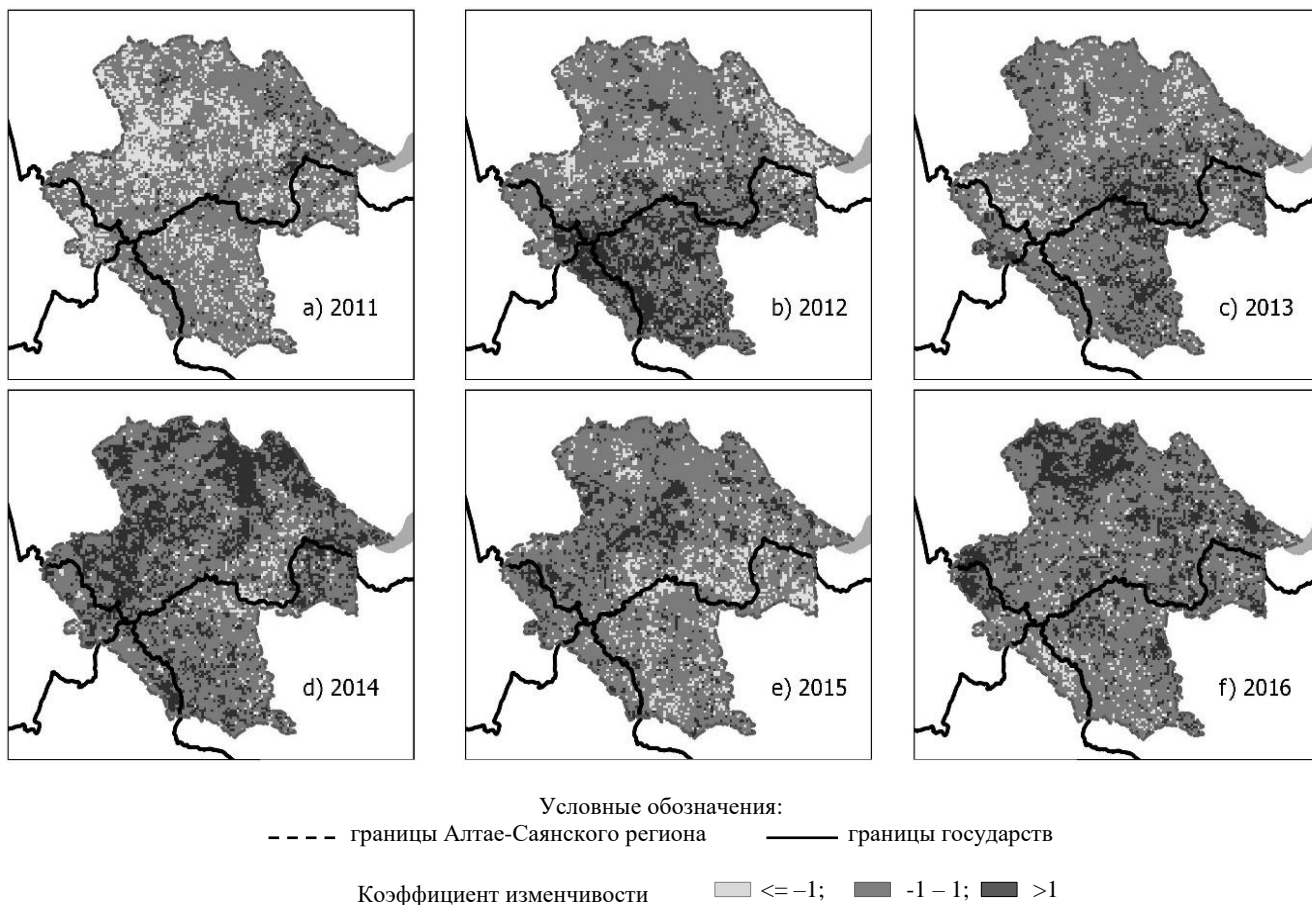 a) 2011
b) 2012
c) 2013
d) 2014
e) 2015
f) 2016
Условные обозначения:
границы Алтае-Саянского региона
границы государств
Коэффициент изменчивости <= –1; -1 – 1; >1